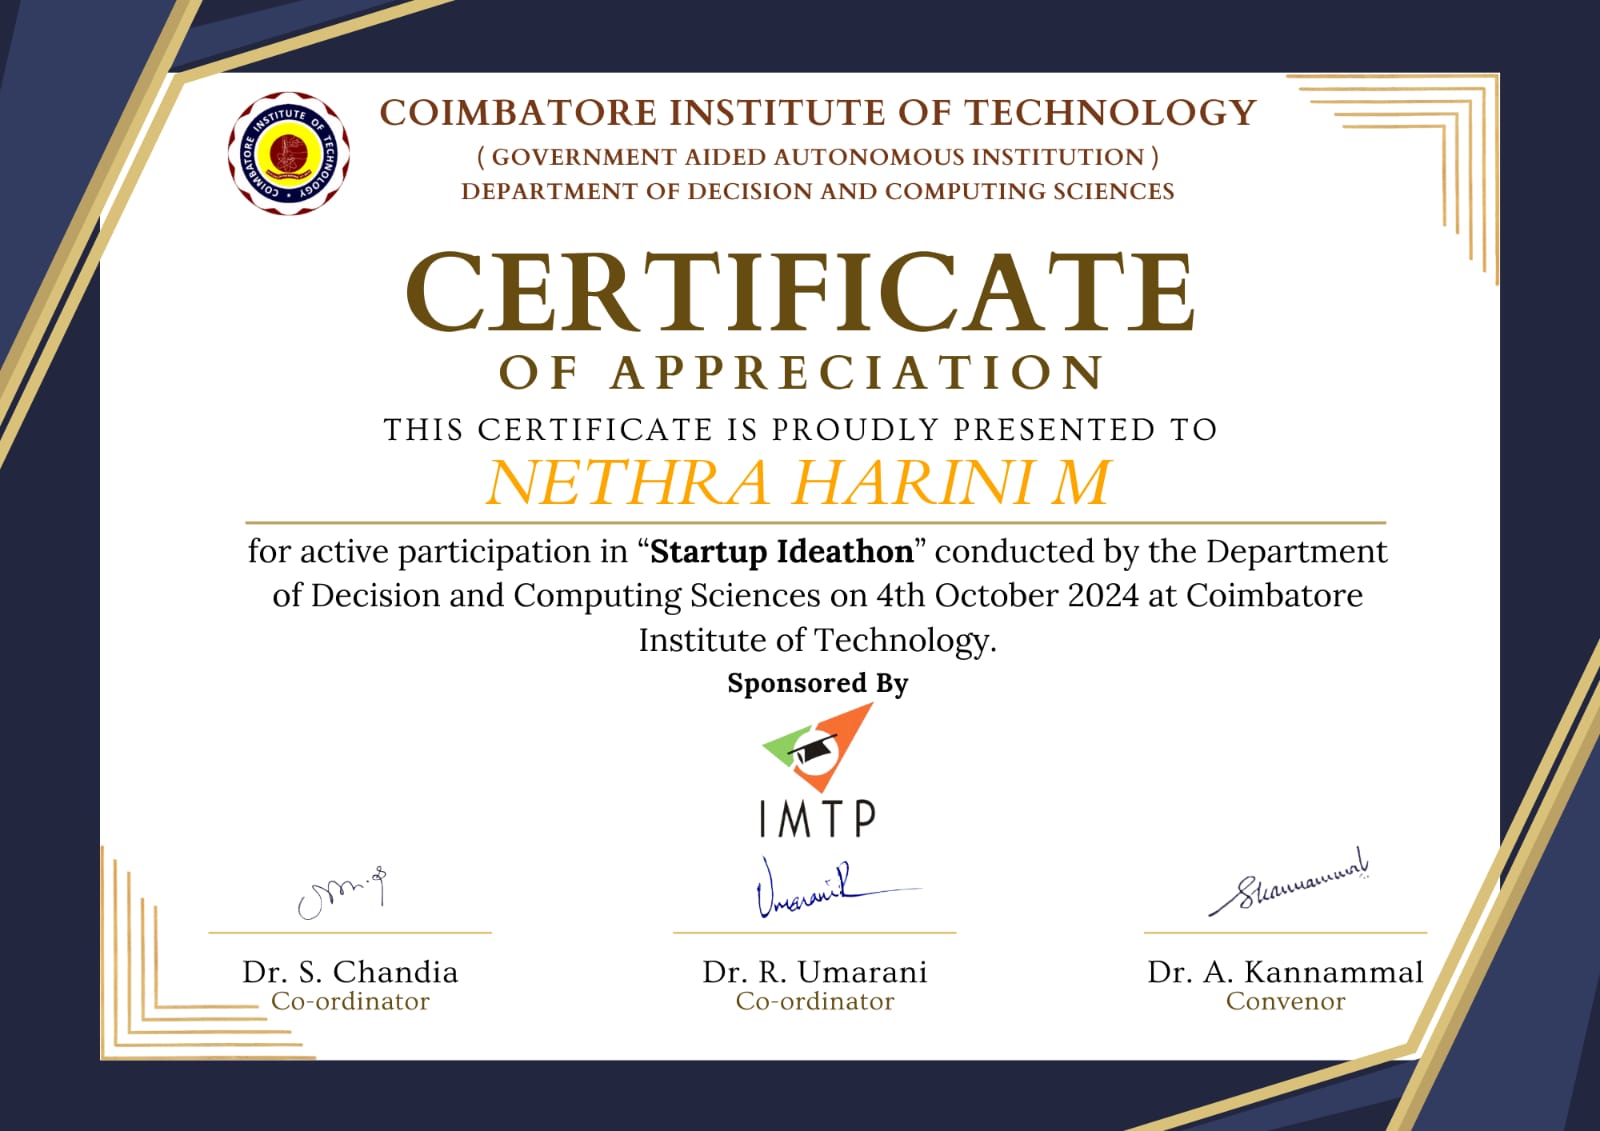 COIMBATORE INSTITUTE OF TECHNOLOGY
COIMBATORE INSTITUTE OF TECHNOLOGY
( GOVERNMENT AIDED AUTONOMOUS INSTITUTION )
DEPARTMENT OF DECISION AND COMPUTING SCIENCES
CERTIFICATE
OF APPRECIATION
THIS CERTIFICATE IS PROUDLY PRESENTED TO
NETHRA HARINI M
for active participation in “Startup Ideathon” conducted by the Department
of Decision and Computing Sciences on 4th October 2024 at Coimbatore
Institute of Technology.
Sponsored By
IMTP
Umarani R
Dr. S. Chandia
Dr. R. Umarani
Dr. A. Kannammal
Co-ordinator
Co-ordinator
Convenor